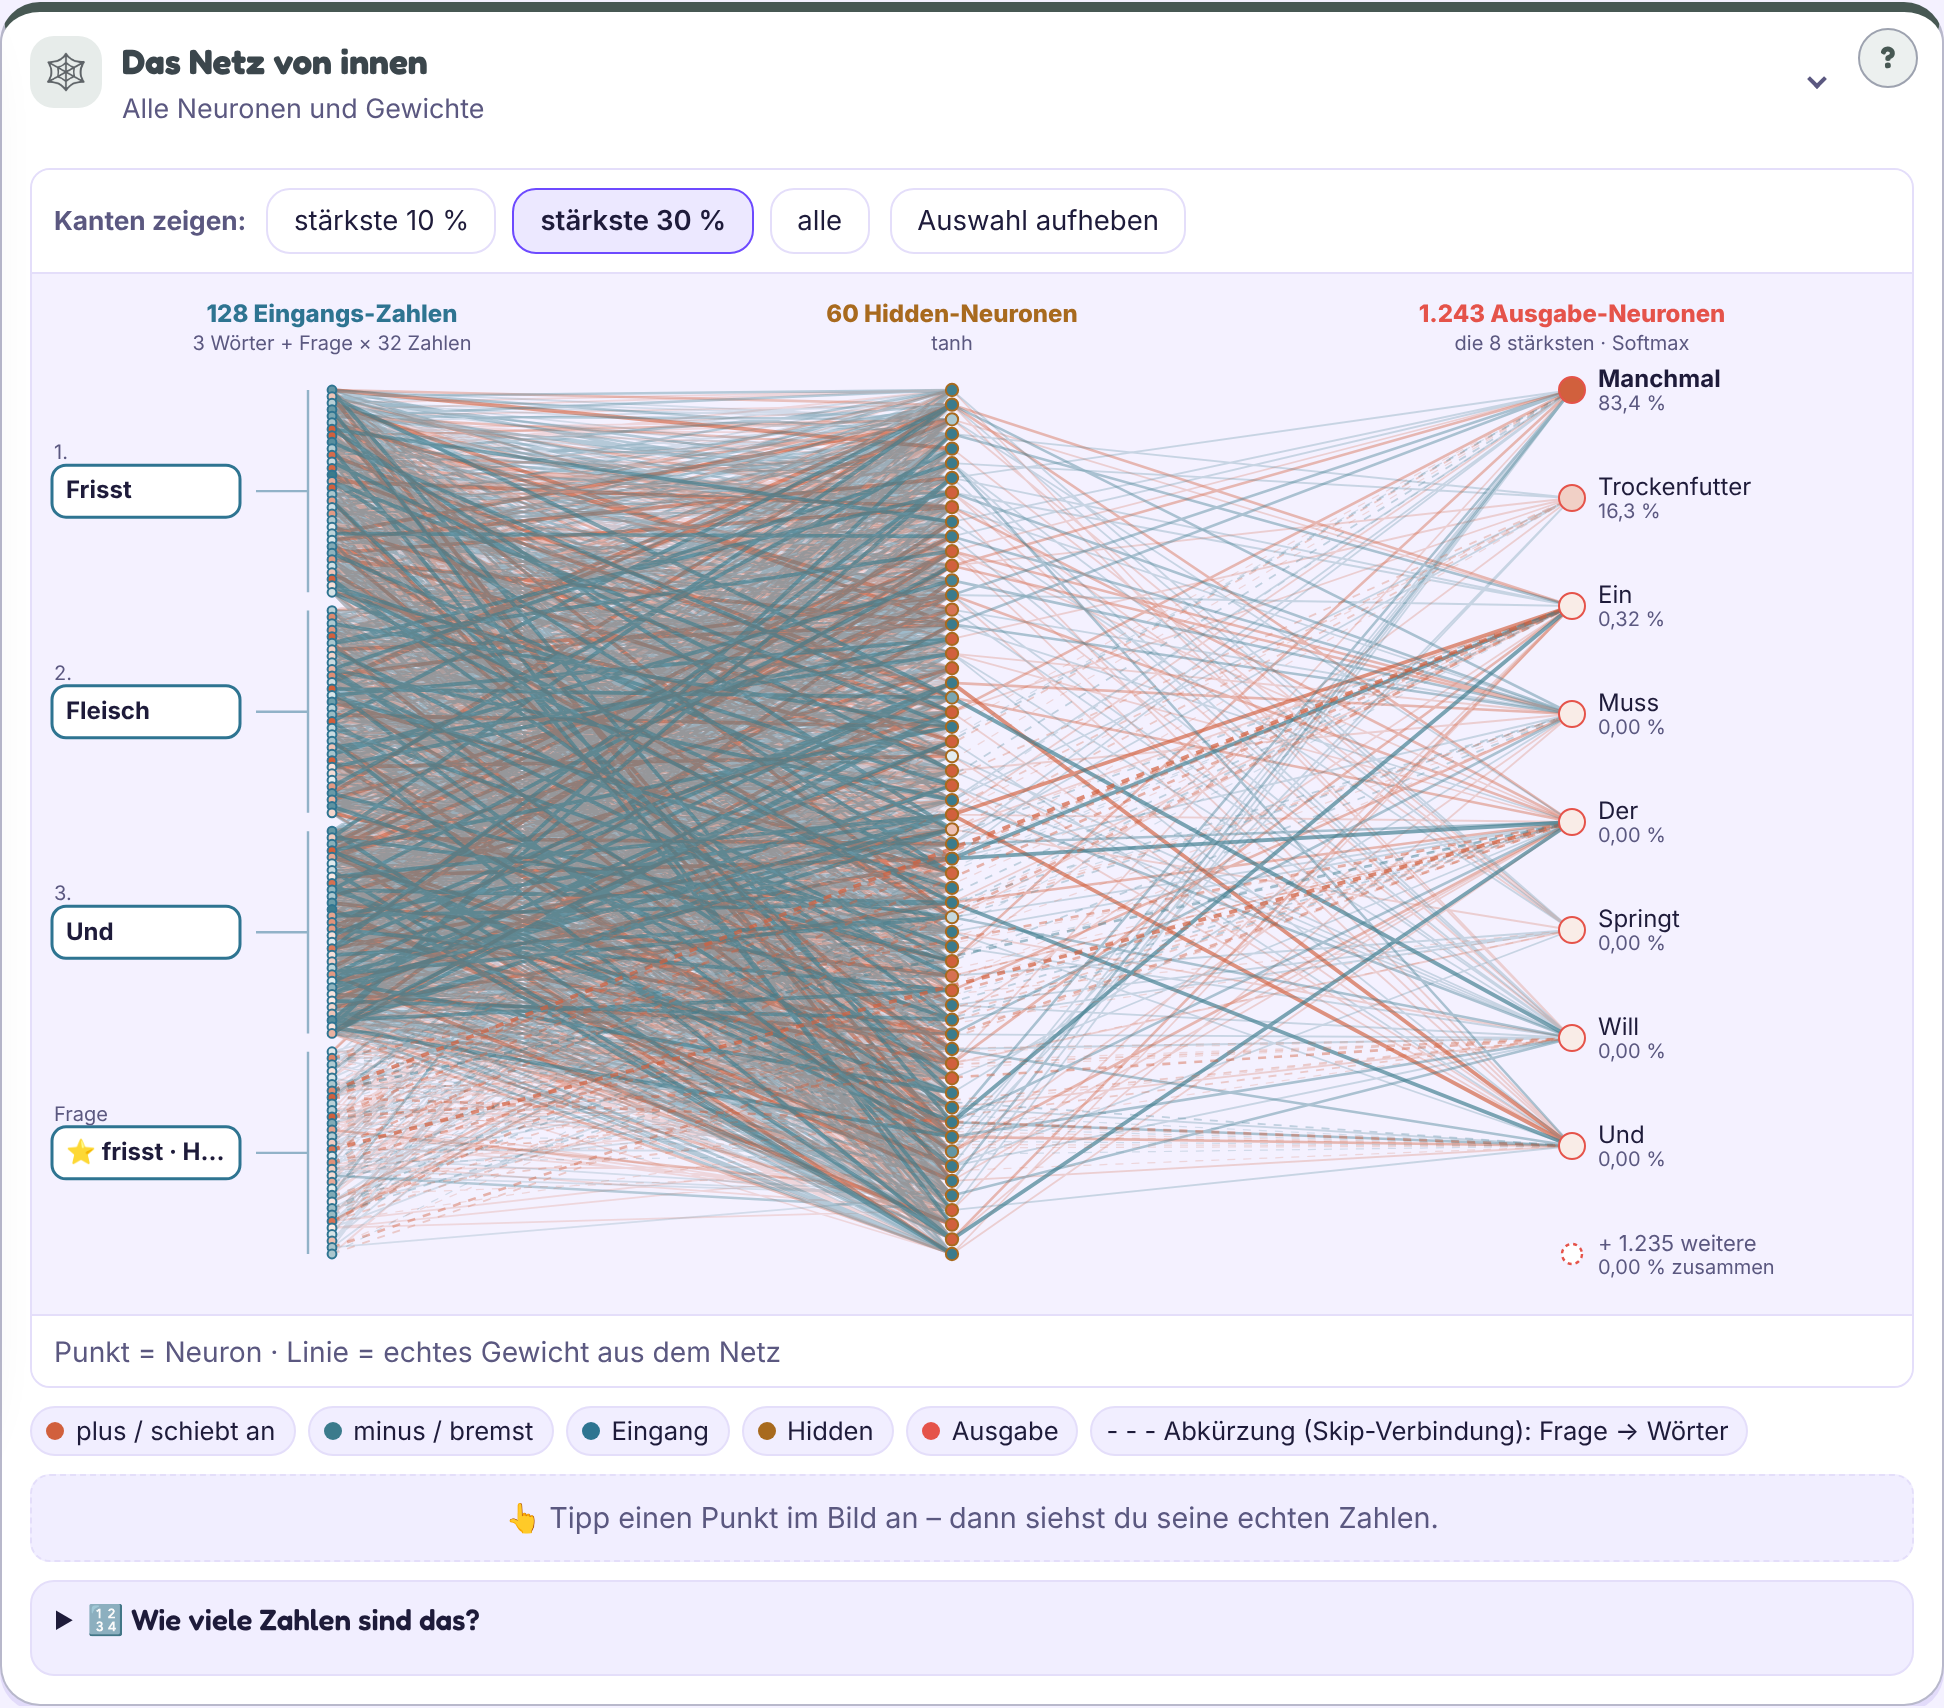 Das Netz von innen
Alle Neuronen und Gewichte
?
Kanten zeigen:
stärkste 10 %
stärkste 30 %
alle
Auswahl aufheben
128 Eingangs-Zahlen
3 Wörter + Frage × 32 Zahlen
60 Hidden-Neuronen
tanh
1.243 Ausgabe-Neuronen
die 8 stärksten · Softmax
1.
Frisst
2.
Fleisch
3.
Und
Frage
⭐ frisst · H...
Manchmal
83,4 %
Trockenfutter
16,3 %
Ein
0,32 %
Muss
0,00 %
Der
0,00 %
Springt
0,00 %
Will
0,00 %
Und
0,00 %
+ 1.235 weitere
0,00 % zusammen
Punkt = Neuron · Linie = echtes Gewicht aus dem Netz
plus / schiebt an
minus / bremst
Eingang
Hidden
Ausgabe
- - - Abkürzung (Skip-Verbindung): Frage → Wörter
👆 Tipp einen Punkt im Bild an – dann siehst du seine echten Zahlen.
▶ 🔢 Wie viele Zahlen sind das?